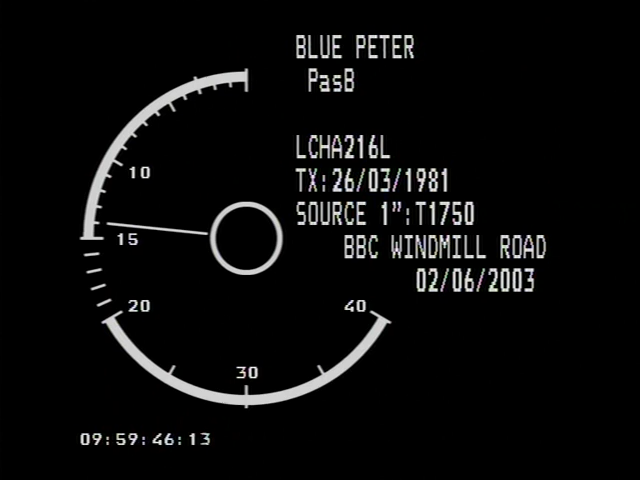 BLUE PETER
PasB
LCHA216L
TX:26/03/1981
SOURCE 1":T1750
BBC WINDMILL ROAD
02/06/2003
10
15
20
40
30
09:59:46:13